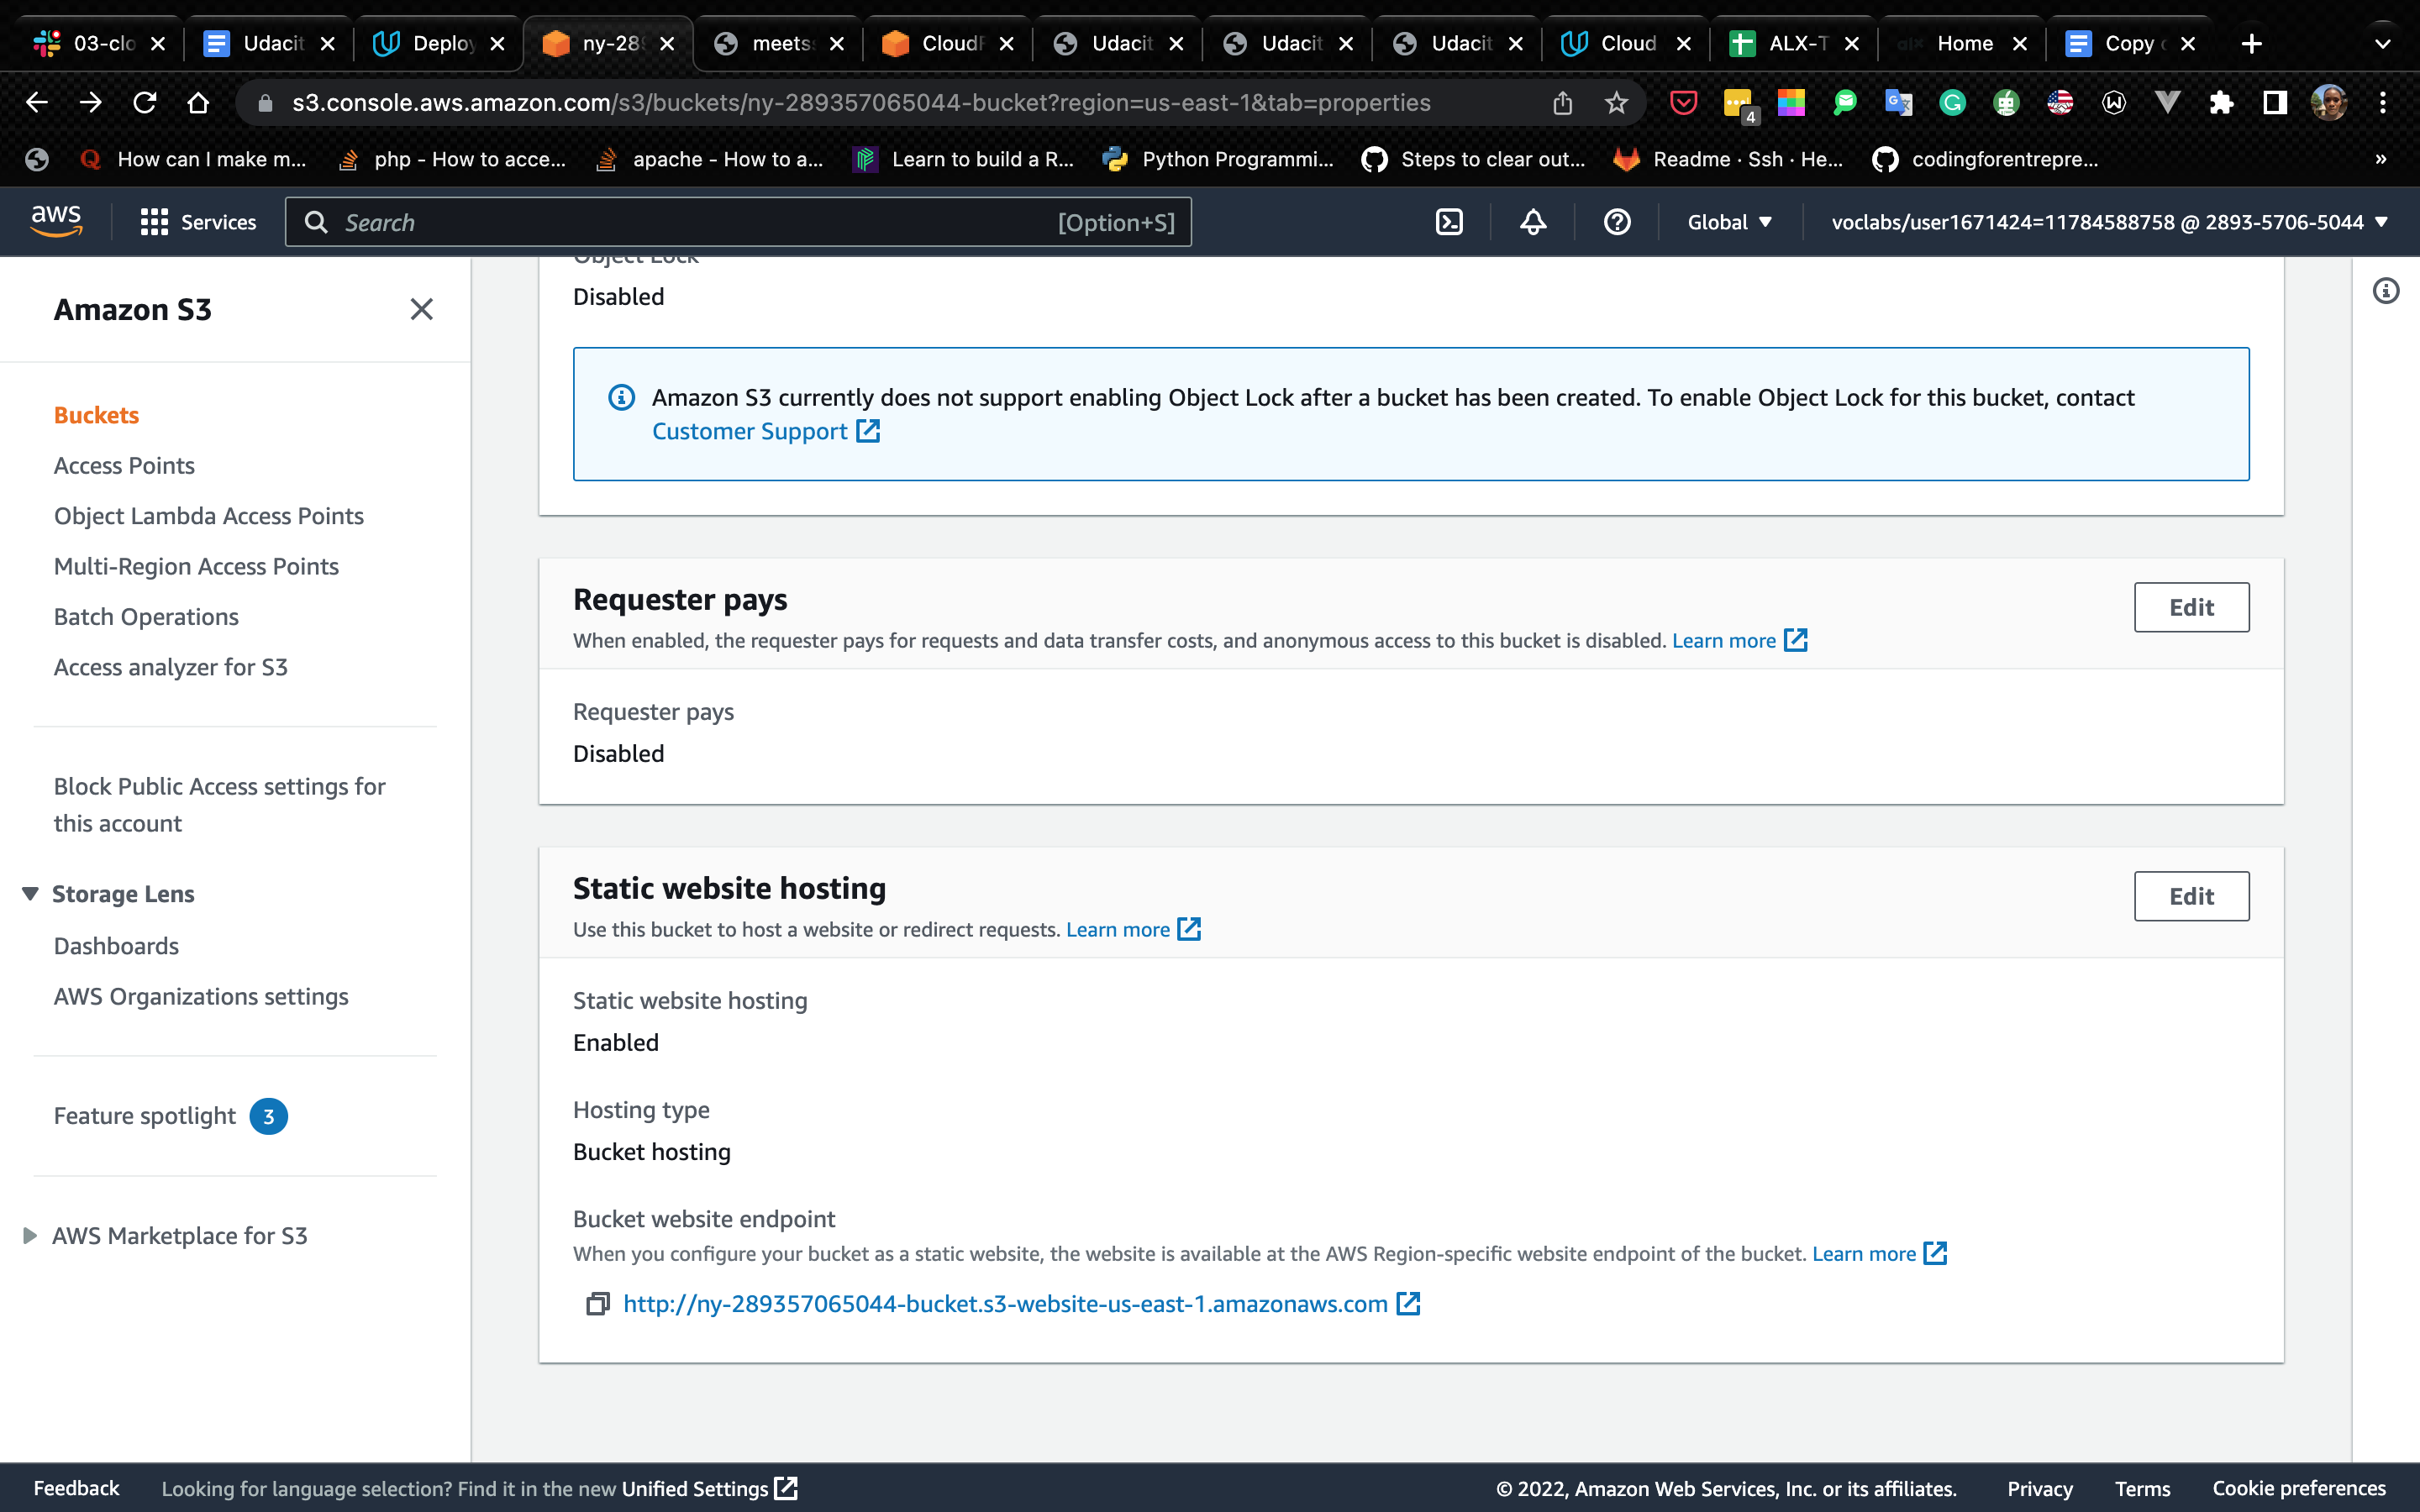 03-clo
Udacit
Deploy
ny-289
meets
CloudF
Udacit
Udacit
Udacit
Cloud
ALX-T
Home
Copy
s3.console.aws.amazon.com/s3/buckets/ny-289357065044-bucket?region=us-east-1&tab=properties
4
How can I make m...
php - How to acce...
apache - How to a...
Learn to build a R...
Python Programmi...
Steps to clear out...
Readme · Ssh · He...
codingforentrepre...
»
aws
Services
Search
[Option+S]
Global
voclabs/user1671424=11784588758 @ 2893-5706-5044
Amazon S3
Buckets
Access Points
Object Lambda Access Points
Multi-Region Access Points
Batch Operations
Access analyzer for S3
Block Public Access settings for
this account
Storage Lens
Dashboards
AWS Organizations settings
Feature spotlight 3
AWS Marketplace for S3
Object Lock
Disabled
Amazon S3 currently does not support enabling Object Lock after a bucket has been created. To enable Object Lock for this bucket, contact
Customer Support
Requester pays
Edit
When enabled, the requester pays for requests and data transfer costs, and anonymous access to this bucket is disabled. Learn more
Requester pays
Disabled
Static website hosting
Edit
Use this bucket to host a website or redirect requests. Learn more
Static website hosting
Enabled
Hosting type
Bucket hosting
Bucket website endpoint
When you configure your bucket as a static website, the website is available at the AWS Region-specific website endpoint of the bucket. Learn more
http://ny-289357065044-bucket.s3-website-us-east-1.amazonaws.com
Feedback
Looking for language selection? Find it in the new Unified Settings
© 2022, Amazon Web Services, Inc. or its affiliates.
Privacy
Terms
Cookie preferences